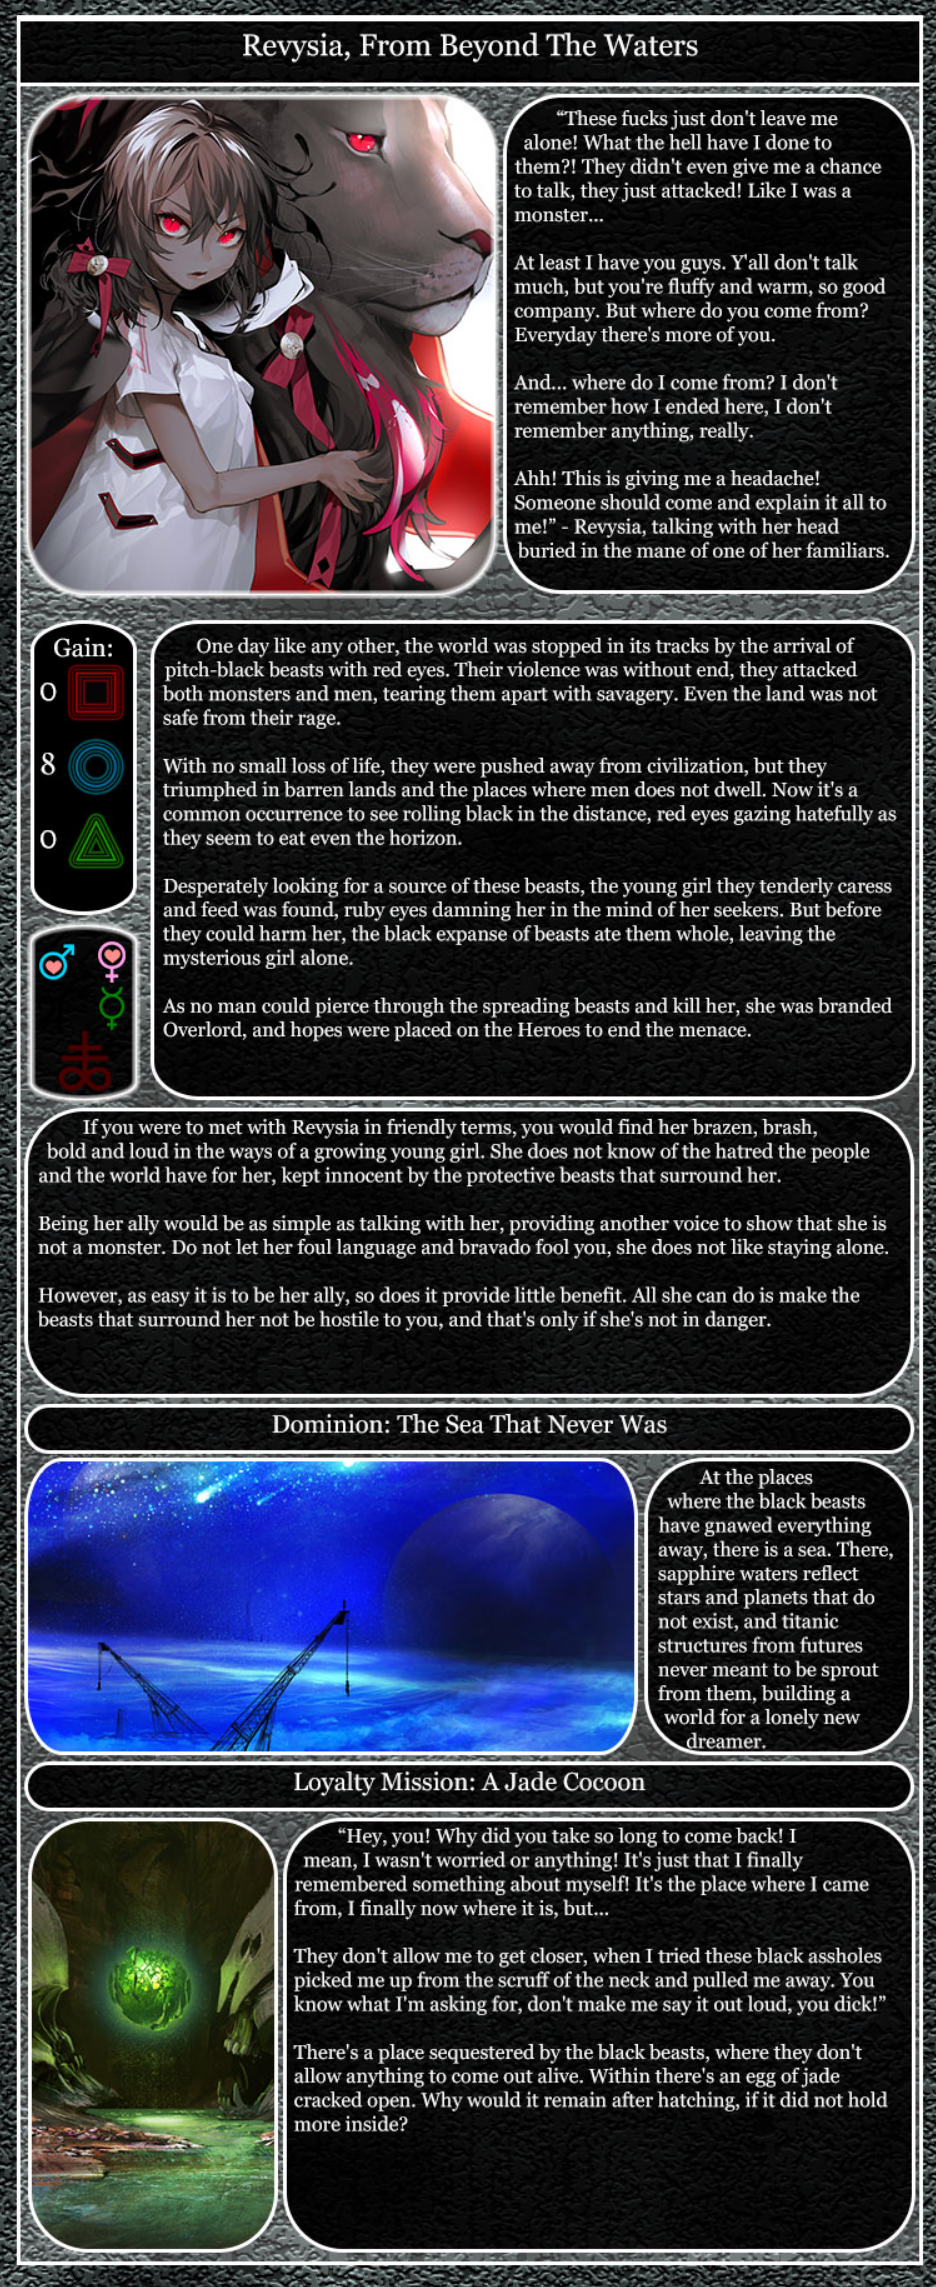 Revysia, From Beyond The Waters
“These fucks just don't leave me
alone! What the hell have I done to
them?! They didn't even give me a chance
to talk, they just attacked! Like I was a
monster...
At least I have you guys. Y'all don't talk
much, but you're fluffy and warm, so good
company. But where do you come from?
Everyday there's more of you.
And... where do I come from? I don't
remember how I ended here, I don't
remember anything, really.
Ahh! This is giving me a headache!
Someone should come and explain it all to
me!” - Revysia, talking with her head
buried in the mane of one of her familiars.
Gain:
0
8
0
One day like any other, the world was stopped in its tracks by the arrival of
pitch-black beasts with red eyes. Their violence was without end, they attacked
both monsters and men, tearing them apart with savagery. Even the land was not
safe from their rage.
With no small loss of life, they were pushed away from civilization, but they
triumphed in barren lands and the places where men does not dwell. Now it's a
common occurrence to see rolling black in the distance, red eyes gazing hatefully as
they seem to eat even the horizon.
Desperately looking for a source of these beasts, the young girl they tenderly caress
and feed was found, ruby eyes damning her in the mind of her seekers. But before
they could harm her, the black expanse of beasts ate them whole, leaving the
mysterious girl alone.
As no man could pierce through the spreading beasts and kill her, she was branded
Overlord, and hopes were placed on the Heroes to end the menace.
If you were to met with Revysia in friendly terms, you would find her brazen, brash,
bold and loud in the ways of a growing young girl. She does not know of the hatred the people
and the world have for her, kept innocent by the protective beasts that surround her.
Being her ally would be as simple as talking with her, providing another voice to show that she is
not a monster. Do not let her foul language and bravado fool you, she does not like staying alone.
However, as easy it is to be her ally, so does it provide little benefit. All she can do is make the
beasts that surround her not be hostile to you, and that's only if she's not in danger.
Dominion: The Sea That Never Was
At the places
where the black beasts
have gnawed everything
away, there is a sea. There,
sapphire waters reflect
stars and planets that do
not exist, and titanic
structures from futures
never meant to be sprout
from them, building a
world for a lonely new
dreamer.
Loyalty Mission: A Jade Cocoon
“Hey, you! Why did you take so long to come back! I
mean, I wasn't worried or anything! It's just that I finally
remembered something about myself! It's the place where I came
from, I finally now where it is, but...
They don't allow me to get closer, when I tried these black assholes
picked me up from the scruff of the neck and pulled me away. You
know what I'm asking for, don't make me say it out loud, you dick!”
There's a place sequestered by the black beasts, where they don't
allow anything to come out alive. Within there's an egg of jade
cracked open. Why would it remain after hatching, if it did not hold
more inside?